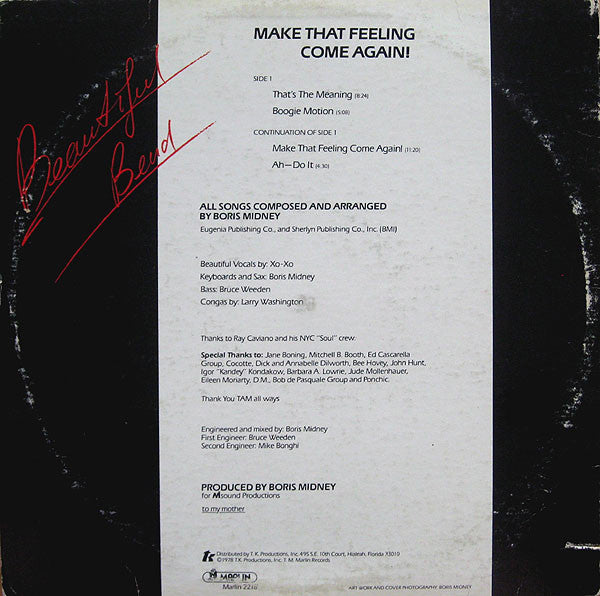 Beautiful
Bend
MAKE THAT FEELING
COME AGAIN!
SIDE 1
That's The Meaning (8:24)
Boogie Motion (5:08)
CONTINUATION OF SIDE 1
Make That Feeling Come Again! (11:20)
Ah—Do It (4:30)
ALL SONGS COMPOSED AND ARRANGED
BY BORIS MIDNEY
Eugenia Publishing Co., and Sherlyn Publishing Co., Inc. (BMI)
Beautiful Vocals by: Xo-Xo
Keyboards and Sax: Boris Midney
Bass: Bruce Weeden
Congas by: Larry Washington
Thanks to Ray Caviano and his NYC "Soul" crew.
Special Thanks to: Jane Boning, Mitchell B. Booth, Ed Cascarella
Group, Cocotte, Dick and Annabelle Dilworth, Bee Hovey, John Hunt,
Igor "Kandey" Kondakow, Barbara A. Lowrie, Jude Mollenhauer,
Eileen Moriarty, D.M., Bob de Pasquale Group and Ponchic.
Thank You TAM all ways
Engineered and mixed by: Boris Midney
First Engineer: Bruce Weeden
Second Engineer: Mike Bonghi
PRODUCED BY BORIS MIDNEY
for Msound Productions
to my mother
tk Distributed by T. K. Productions, Inc. 495 S.E. 10th Court, Hialeah, Florida 33010
©1978 T.K. Productions, Inc. T. M. Marlin Records
MARLIN
Marlin 2218
ART WORK AND COVER PHOTOGRAPHY: BORIS MIDNEY